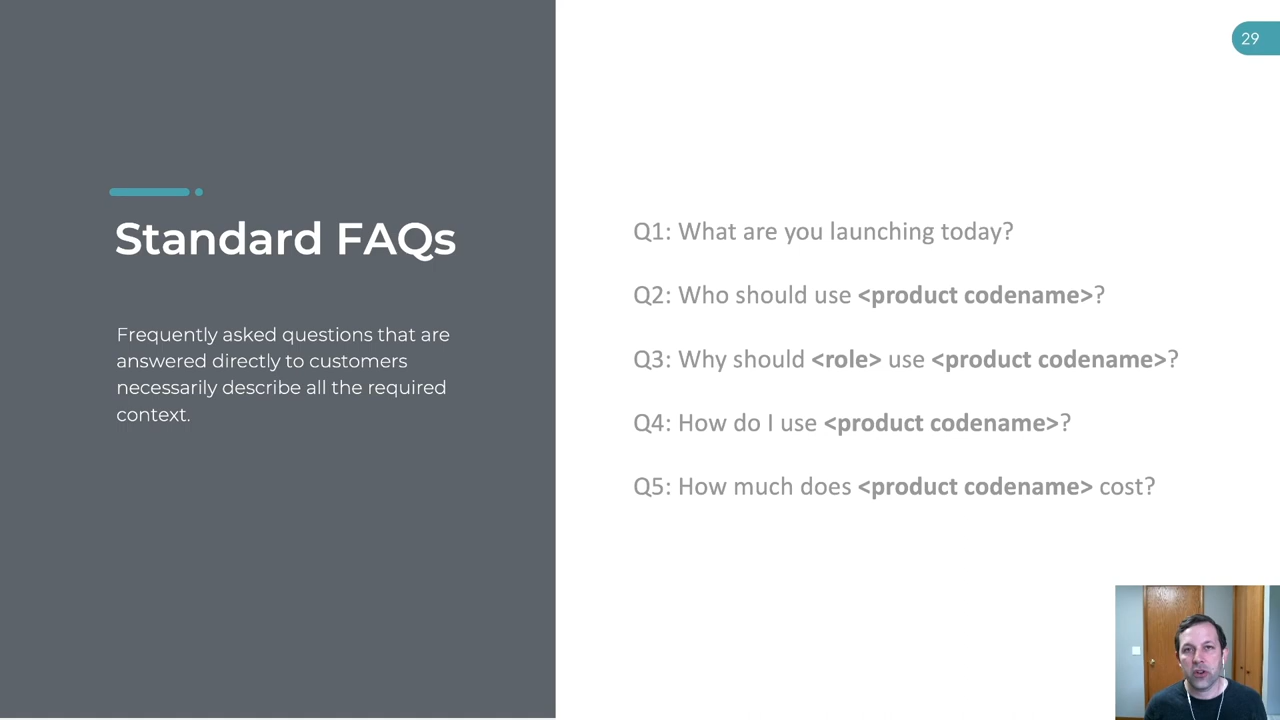 29
Standard FAQs
Frequently asked questions that are
answered directly to customers
necessarily describe all the required
context.
Q1: What are you launching today?
Q2: Who should use <product codename>?
Q3: Why should <role> use <product codename>?
Q4: How do I use <product codename>?
Q5: How much does <product codename> cost?